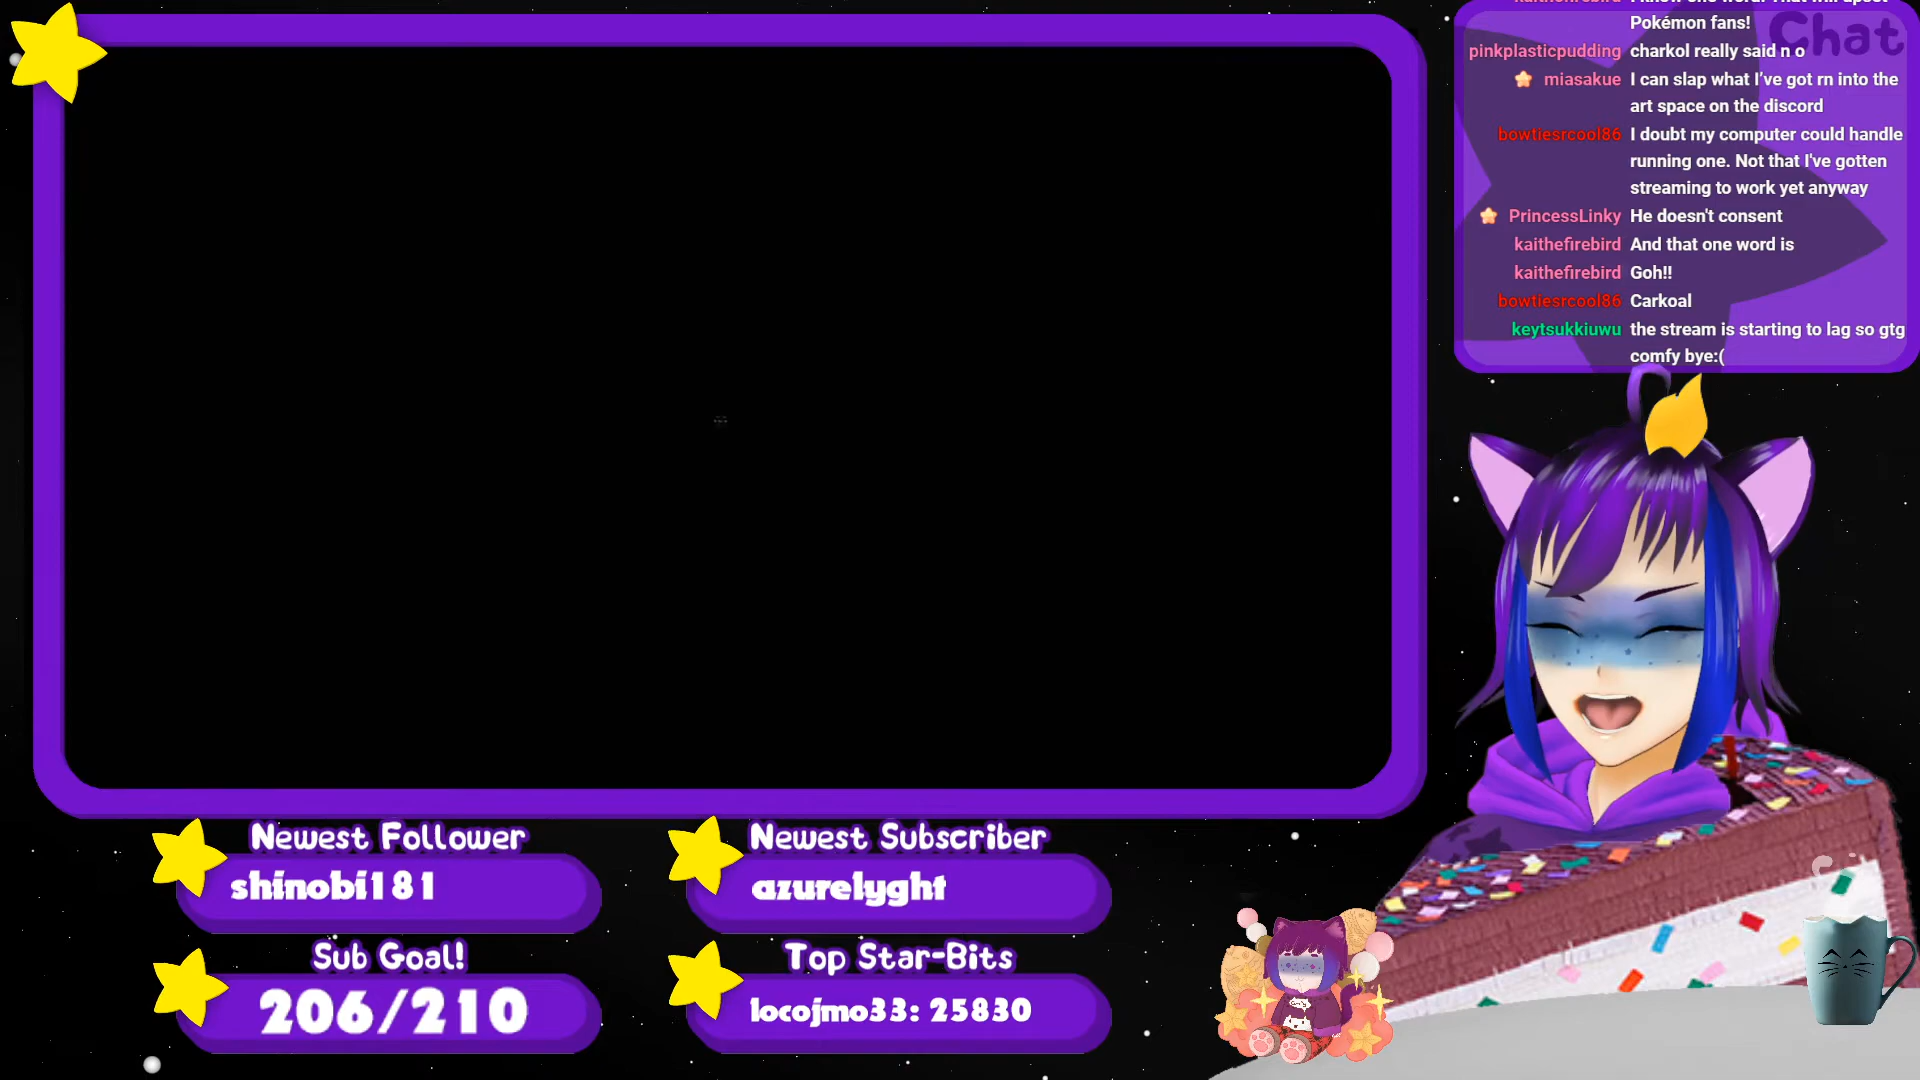 Chat
Pokémon fans!
pinkplasticpudding charkol really said n o
miasakue I can slap what I've got rn into the
art space on the discord
bowtiesrcool86 I doubt my computer could handle
running one. Not that I've gotten
streaming to work yet anyway
PrincessLinky He doesn't consent
kaithefirebird And that one word is
kaithefirebird Goh!!
bowtiesrcool86 Carkoal
keytsukkiuwu the stream is starting to lag so gtg
comfy bye:(
Newest Follower
shinobi181
Newest Subscriber
azurelyght
Sub Goal!
206/210
Top Star-Bits
locojmo33: 25830